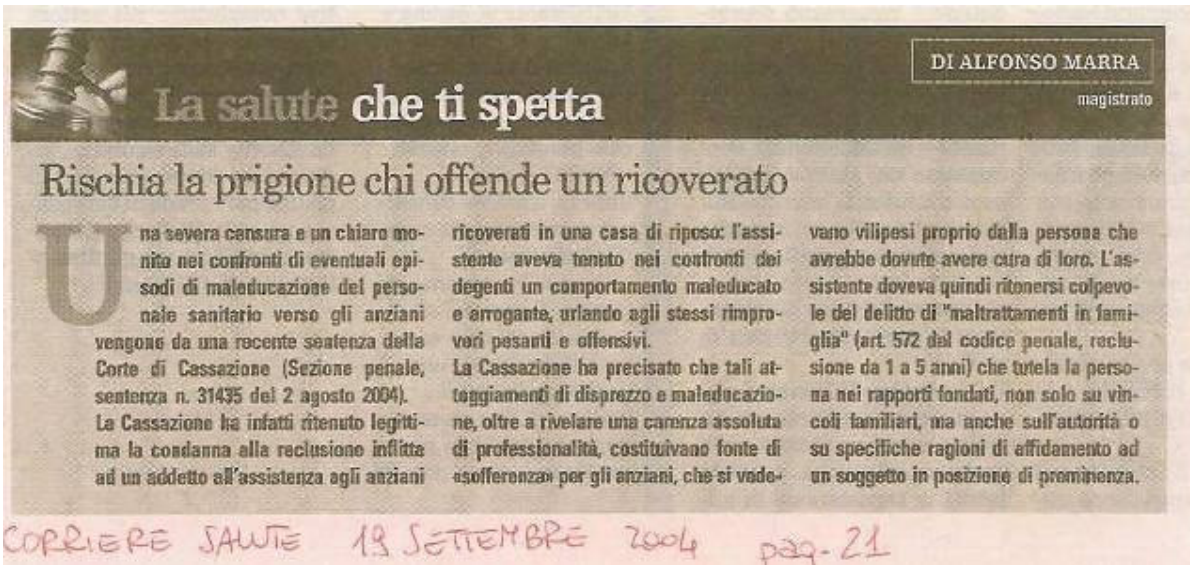 La salute che ti spetta
DI ALFONSO MARRA
magistrato
Rischia la prigione chi offende un ricoverato
Una severa censura e un chiaro mo-
nito nei confronti di eventuali epi-
sodi di maleducazione del perso-
nale sanitario verso gli anziani
vengono da una recente sentenza della
Corte di Cassazione (Sezione penale,
sentenza n. 31435 del 2 agosto 2004).
La Cassazione ha infatti ritenuto legitti-
ma la condanna alla reclusione inflitta
ad un addetto all'assistenza agli anziani
ricoverati in una casa di riposo: l'assi-
stente aveva tenuto nei confronti dei
degenti un comportamento maleducato
e arrogante, urlando agli stessi rimpro-
veri pesanti e offensivi.
La Cassazione ha precisato che tali at-
teggiamenti di disprezzo e maleducazio-
ne, oltre a rivelare una carenza assoluta
di professionalità, costituivano fonte di
«sofferenza» per gli anziani, che si vede-
vano vilipesi proprio dalla persona che
avrebbe dovuto avere cura di loro. L'as-
sistente doveva quindi ritenersi colpevo-
le del delitto di "maltrattamenti in fami-
glia" (art. 572 del codice penale, reclu-
sione da 1 a 5 anni) che tutela la perso-
na nei rapporti fondati, non solo su vin-
coli familiari, ma anche sull'autorità o
su specifiche ragioni di affidamento ad
un soggetto in posizione di preminenza.
CORRIERE SALUTE 19 SETTEMBRE 2004 pag. 21